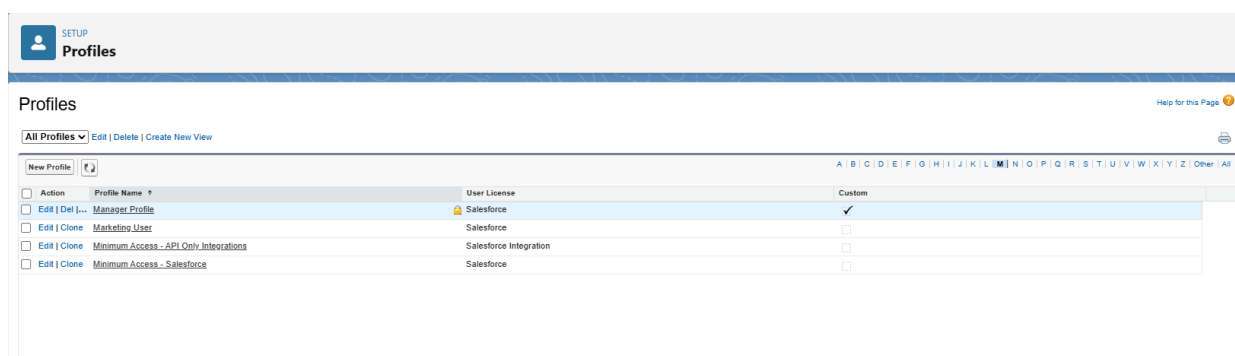 SETUP
Profiles
Profiles
Help for this Page
All Profiles Edit | Delete | Create New View
New Profile
A | B | C | D | E | F | G | H | I | J | K | L | M | N | O | P | Q | R | S | T | U | V | W | X | Y | Z | Other | All
Action Profile Name ↑ User License Custom
Edit | Del |... Manager Profile Salesforce ✓
Edit | Clone Marketing User Salesforce
Edit | Clone Minimum Access - API Only Integrations Salesforce Integration
Edit | Clone Minimum Access - Salesforce Salesforce